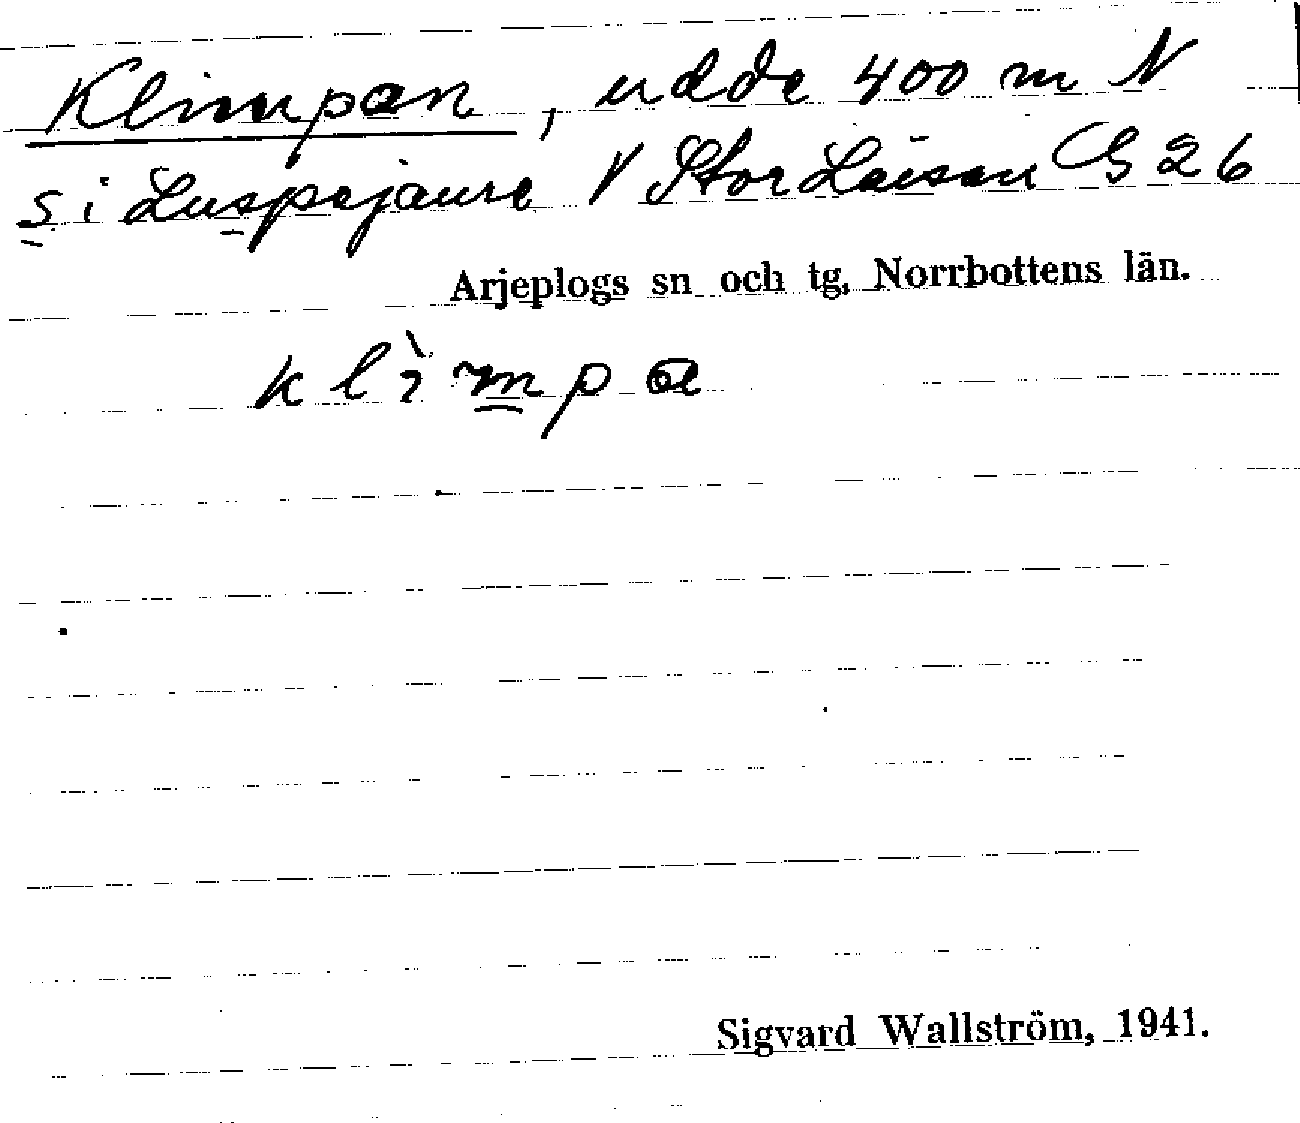 Klimpan, udde 400 m N
s i Luspejaure V Stor Laisan G 26
Arjeplogs sn och tg, Norrbottens län.
klìmpa
Sigvard Wallström, 1941.